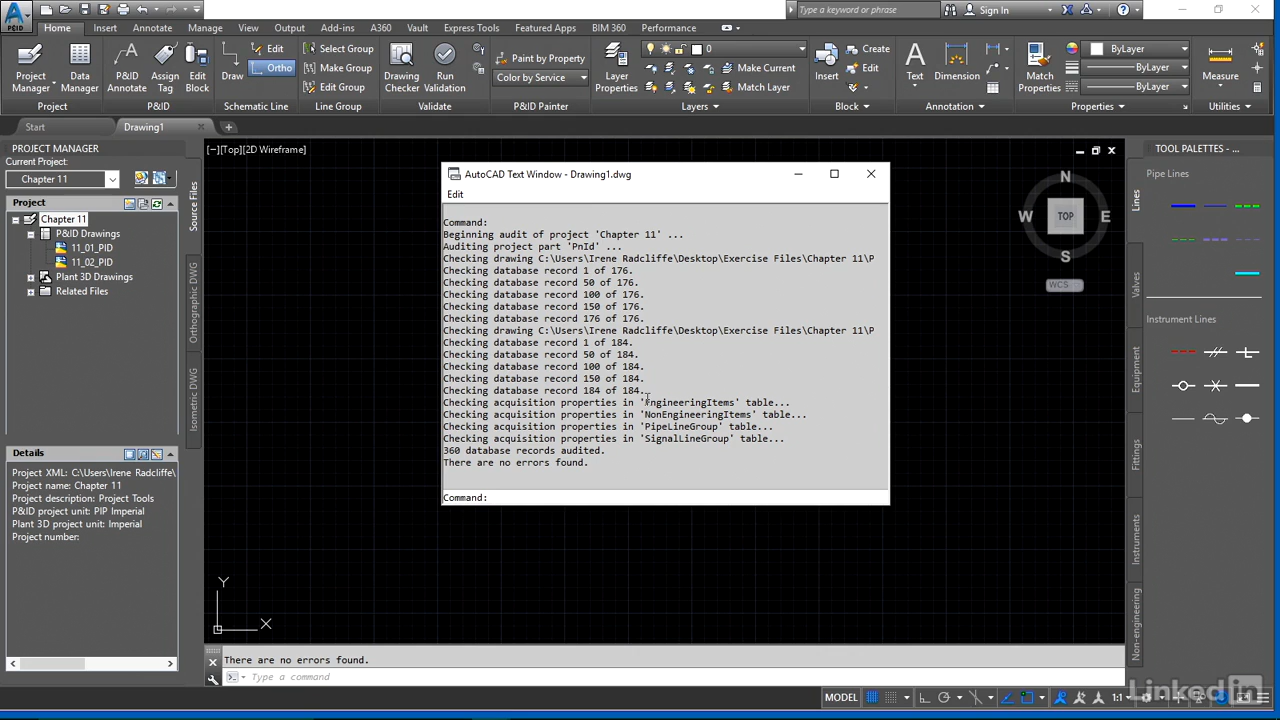 Type a keyword or phrase
Sign In
P&ID
Home
Insert
Annotate
Manage
Output
Add-ins
A360
Vault
Express Tools
Featured Apps
BIM 360
Performance
Project Manager
Data Manager
Project
P&ID Annotate
Assign Tag
Edit Block
P&ID
Draw
Edit
Ortho
Schematic Line
Select Group
Make Group
Edit Group
Line Group
Drawing Checker
Run Validation
Validate
Paint by Property
Color by Service
P&ID Painter
Layer Properties
0
Make Current
Match Layer
Layers
Insert
Create
Edit
Block
Text
Dimension
Annotation
Match Properties
ByLayer
ByLayer
ByLayer
Properties
Measure
Utilities
Start
Drawing1
PROJECT MANAGER
Current Project:
Chapter 11
Project
Chapter 11
P&ID Drawings
11_01_PID
11_02_PID
Plant 3D Drawings
Related Files
Source Files
Orthographic DWG
Isometric DWG
Details
Project XML: C:\Users\Irene Radcliffe\
Project name: Chapter 11
Project description: Project Tools
P&ID project unit: PIP Imperial
Plant 3D project unit: Imperial
Project number:
[−][Top][2D Wireframe]
AutoCAD Text Window - Drawing1.dwg
Edit
Command:
Beginning audit of project 'Chapter 11' ...
Auditing project part 'PnId' ...
Checking drawing C:\Users\Irene Radcliffe\Desktop\Exercise Files\Chapter 11\P
Checking database record 1 of 176.
Checking database record 50 of 176.
Checking database record 100 of 176.
Checking database record 150 of 176.
Checking database record 176 of 176.
Checking drawing C:\Users\Irene Radcliffe\Desktop\Exercise Files\Chapter 11\P
Checking database record 1 of 184.
Checking database record 50 of 184.
Checking database record 100 of 184.
Checking database record 150 of 184.
Checking database record 184 of 184.
Checking acquisition properties in 'EngineeringItems' table...
Checking acquisition properties in 'NonEngineeringItems' table...
Checking acquisition properties in 'PipeLineGroup' table...
Checking acquisition properties in 'SignalLineGroup' table...
360 database records audited.
There are no errors found.
Command:
N
W
TOP
E
S
WCS
Y
X
TOOL PALETTES - ...
Pipe Lines
Instrument Lines
Lines
Valves
Equipment
Fittings
Instruments
Non-engineering
There are no errors found.
Type a command
MODEL
1:1
Linked in